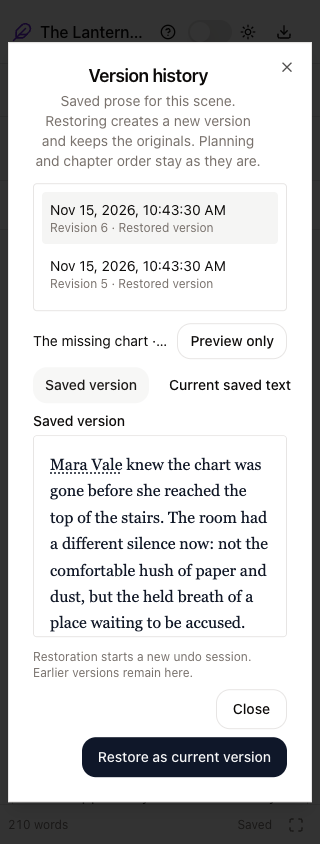 The Lantern...
Version history
Saved prose for this scene.
Restoring creates a new version
and keeps the originals. Planning
and chapter order stay as they are.
Nov 15, 2026, 10:43:30 AM
Revision 6 · Restored version
Nov 15, 2026, 10:43:30 AM
Revision 5 · Restored version
The missing chart ·...
Preview only
Saved version
Current saved text
Saved version
Mara Vale knew the chart was
gone before she reached the
top of the stairs. The room had
a different silence now: not the
comfortable hush of paper and
dust, but the held breath of a
place waiting to be accused.
Restoration starts a new undo session.
Earlier versions remain here.
Close
Restore as current version
210 words
Saved